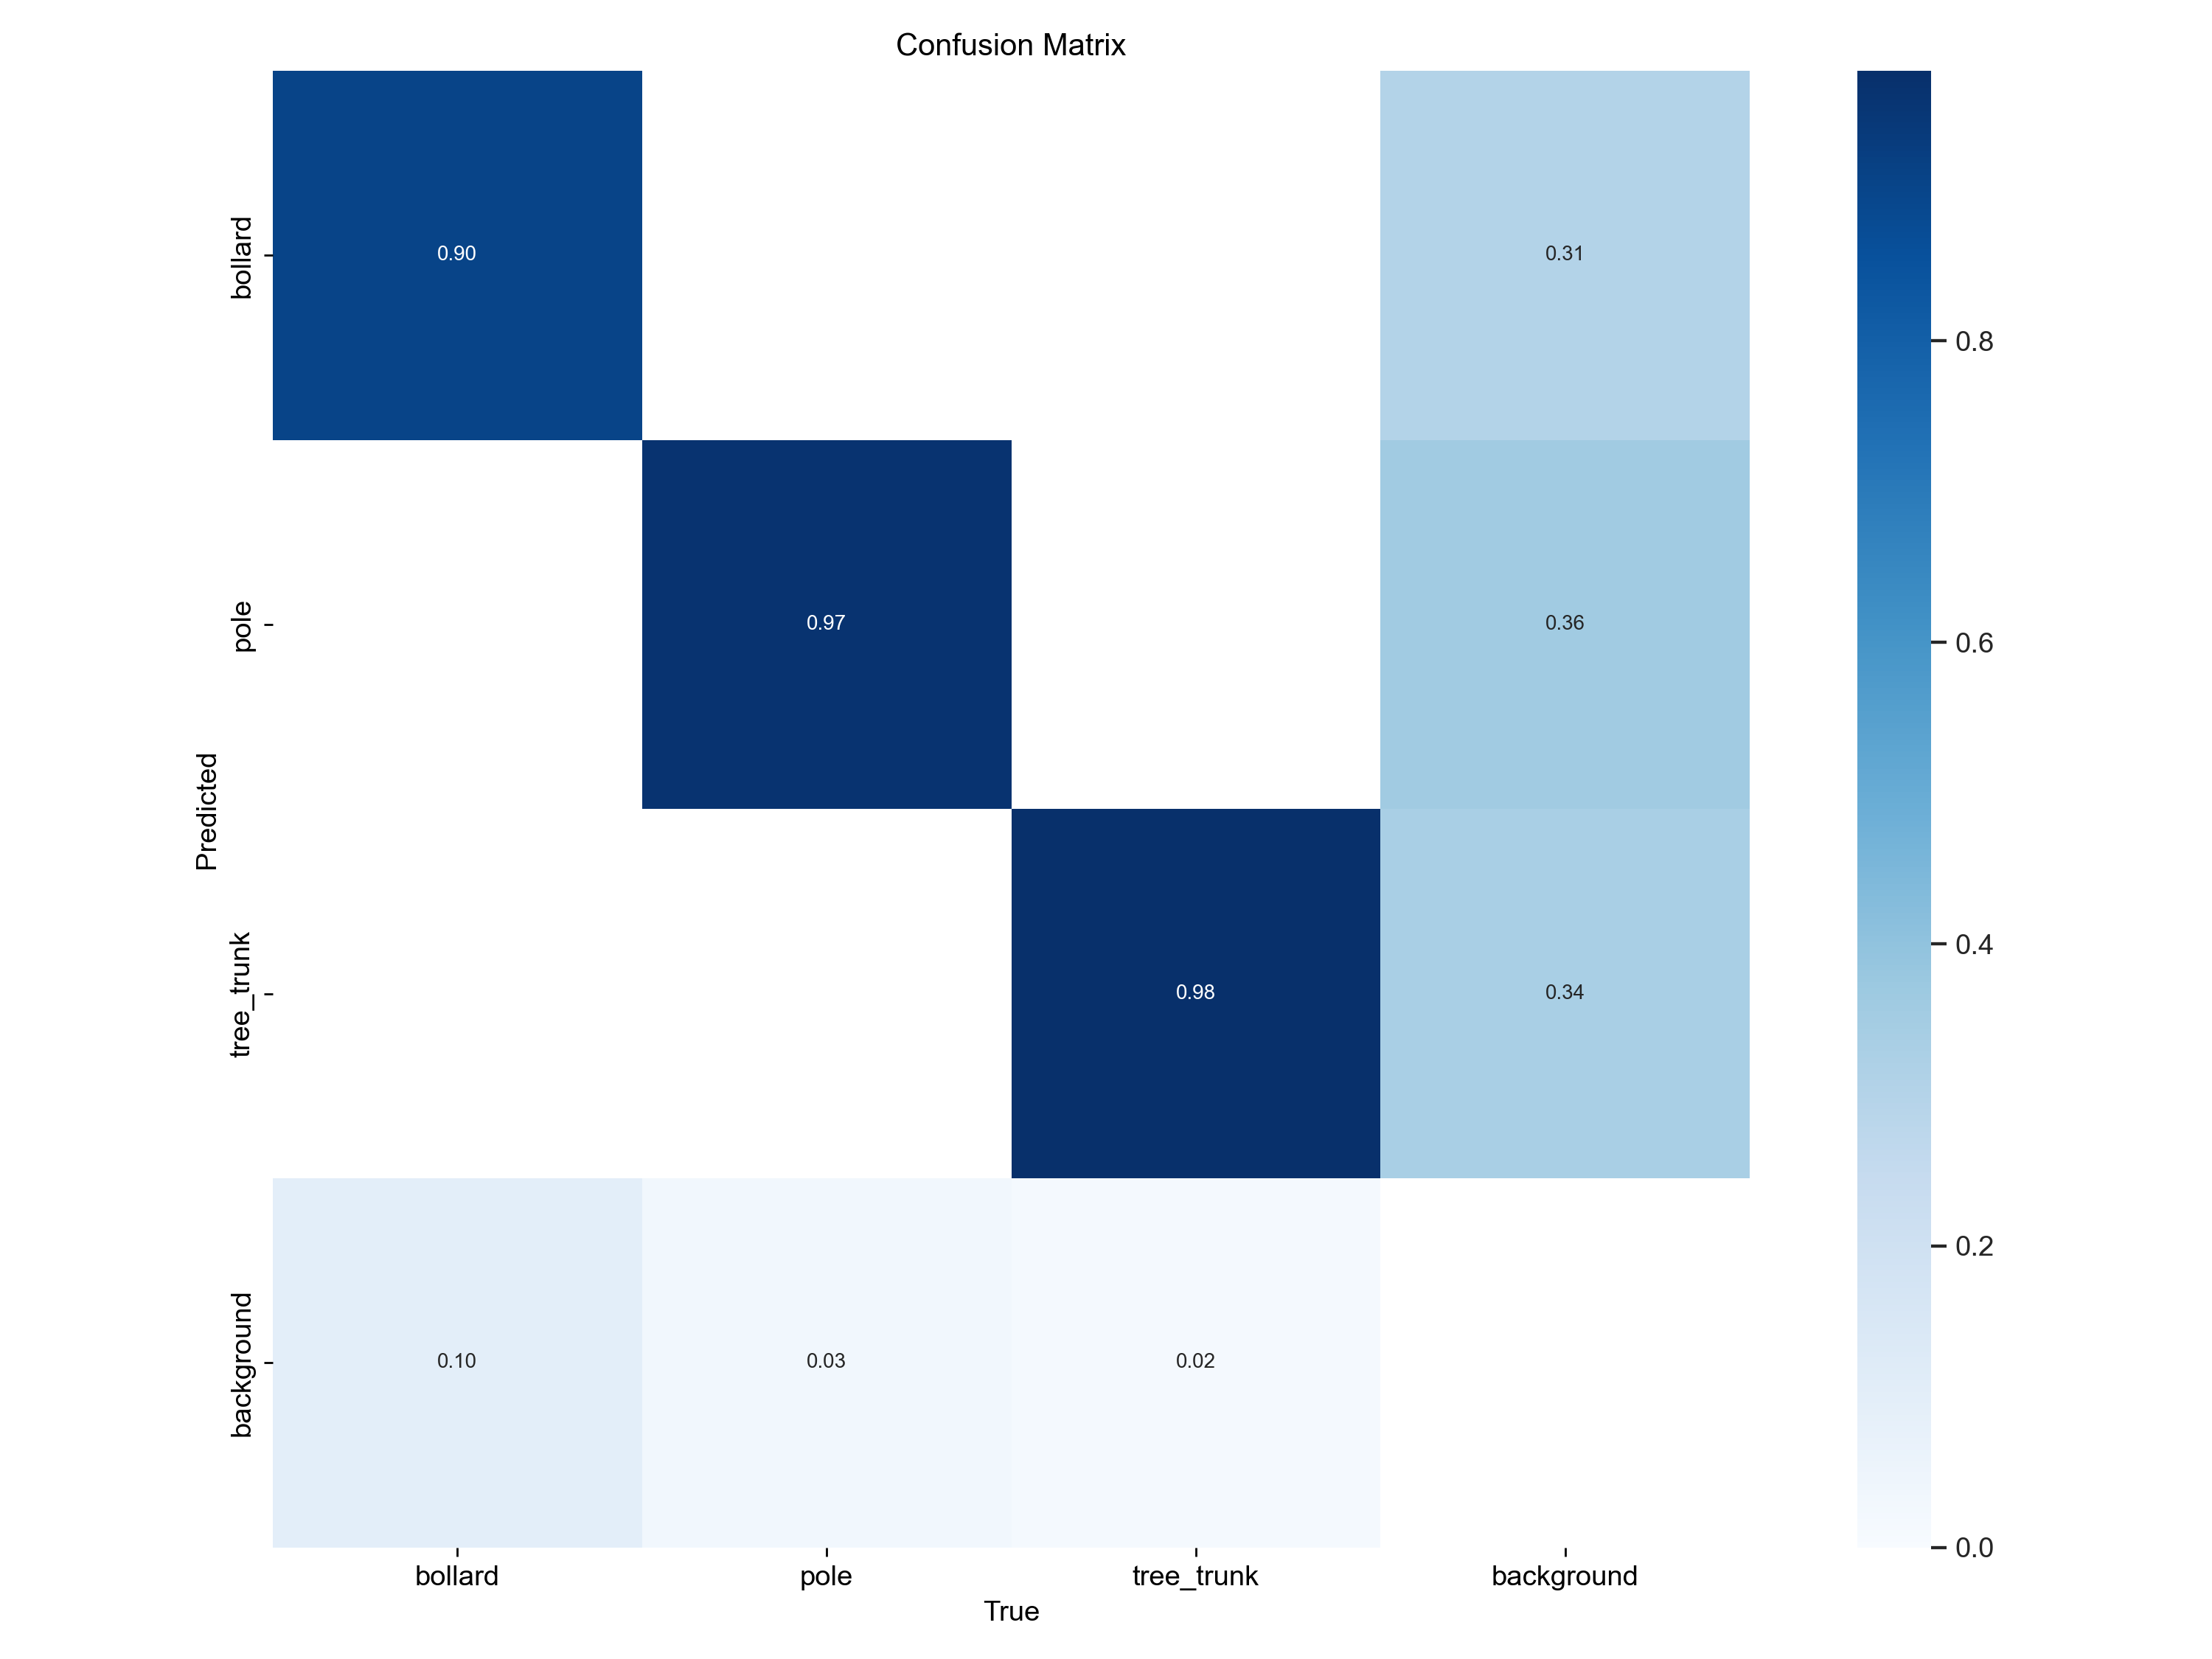 Confusion Matrix
bollard
0.90
0.31
0.8
pole
0.97
0.36
0.6
Predicted
tree_trunk
0.98
0.34
0.4
background
0.10
0.03
0.02
0.2
0.0
bollard
pole
tree_trunk
background
True